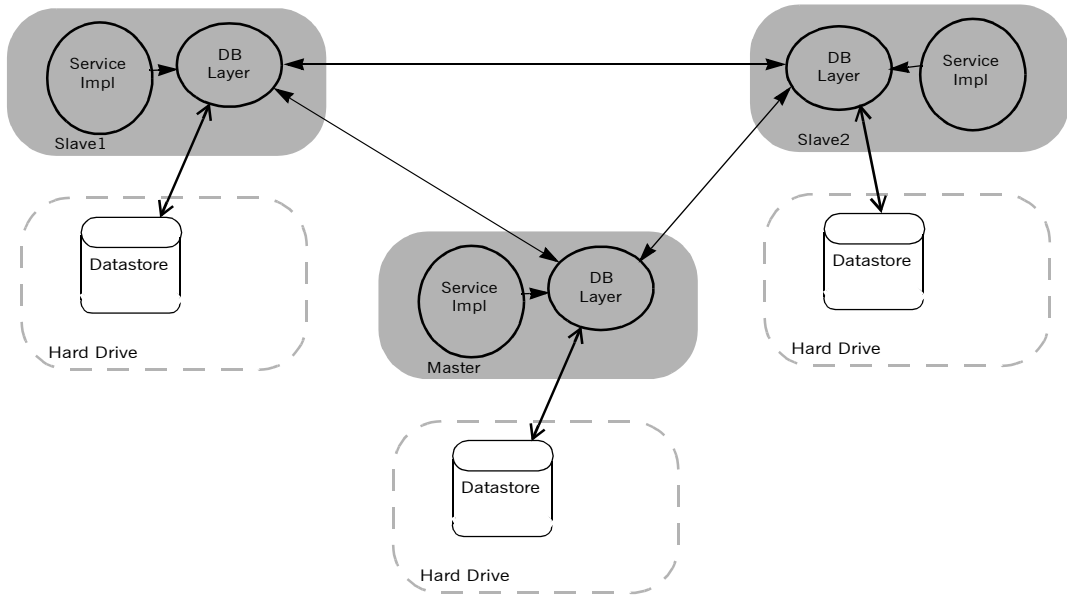 Service
Impl
DB
Layer
Slave1
DB
Layer
Service
Impl
Slave2
Datastore
Hard Drive
Datastore
Hard Drive
Service
Impl
DB
Layer
Master
Datastore
Hard Drive